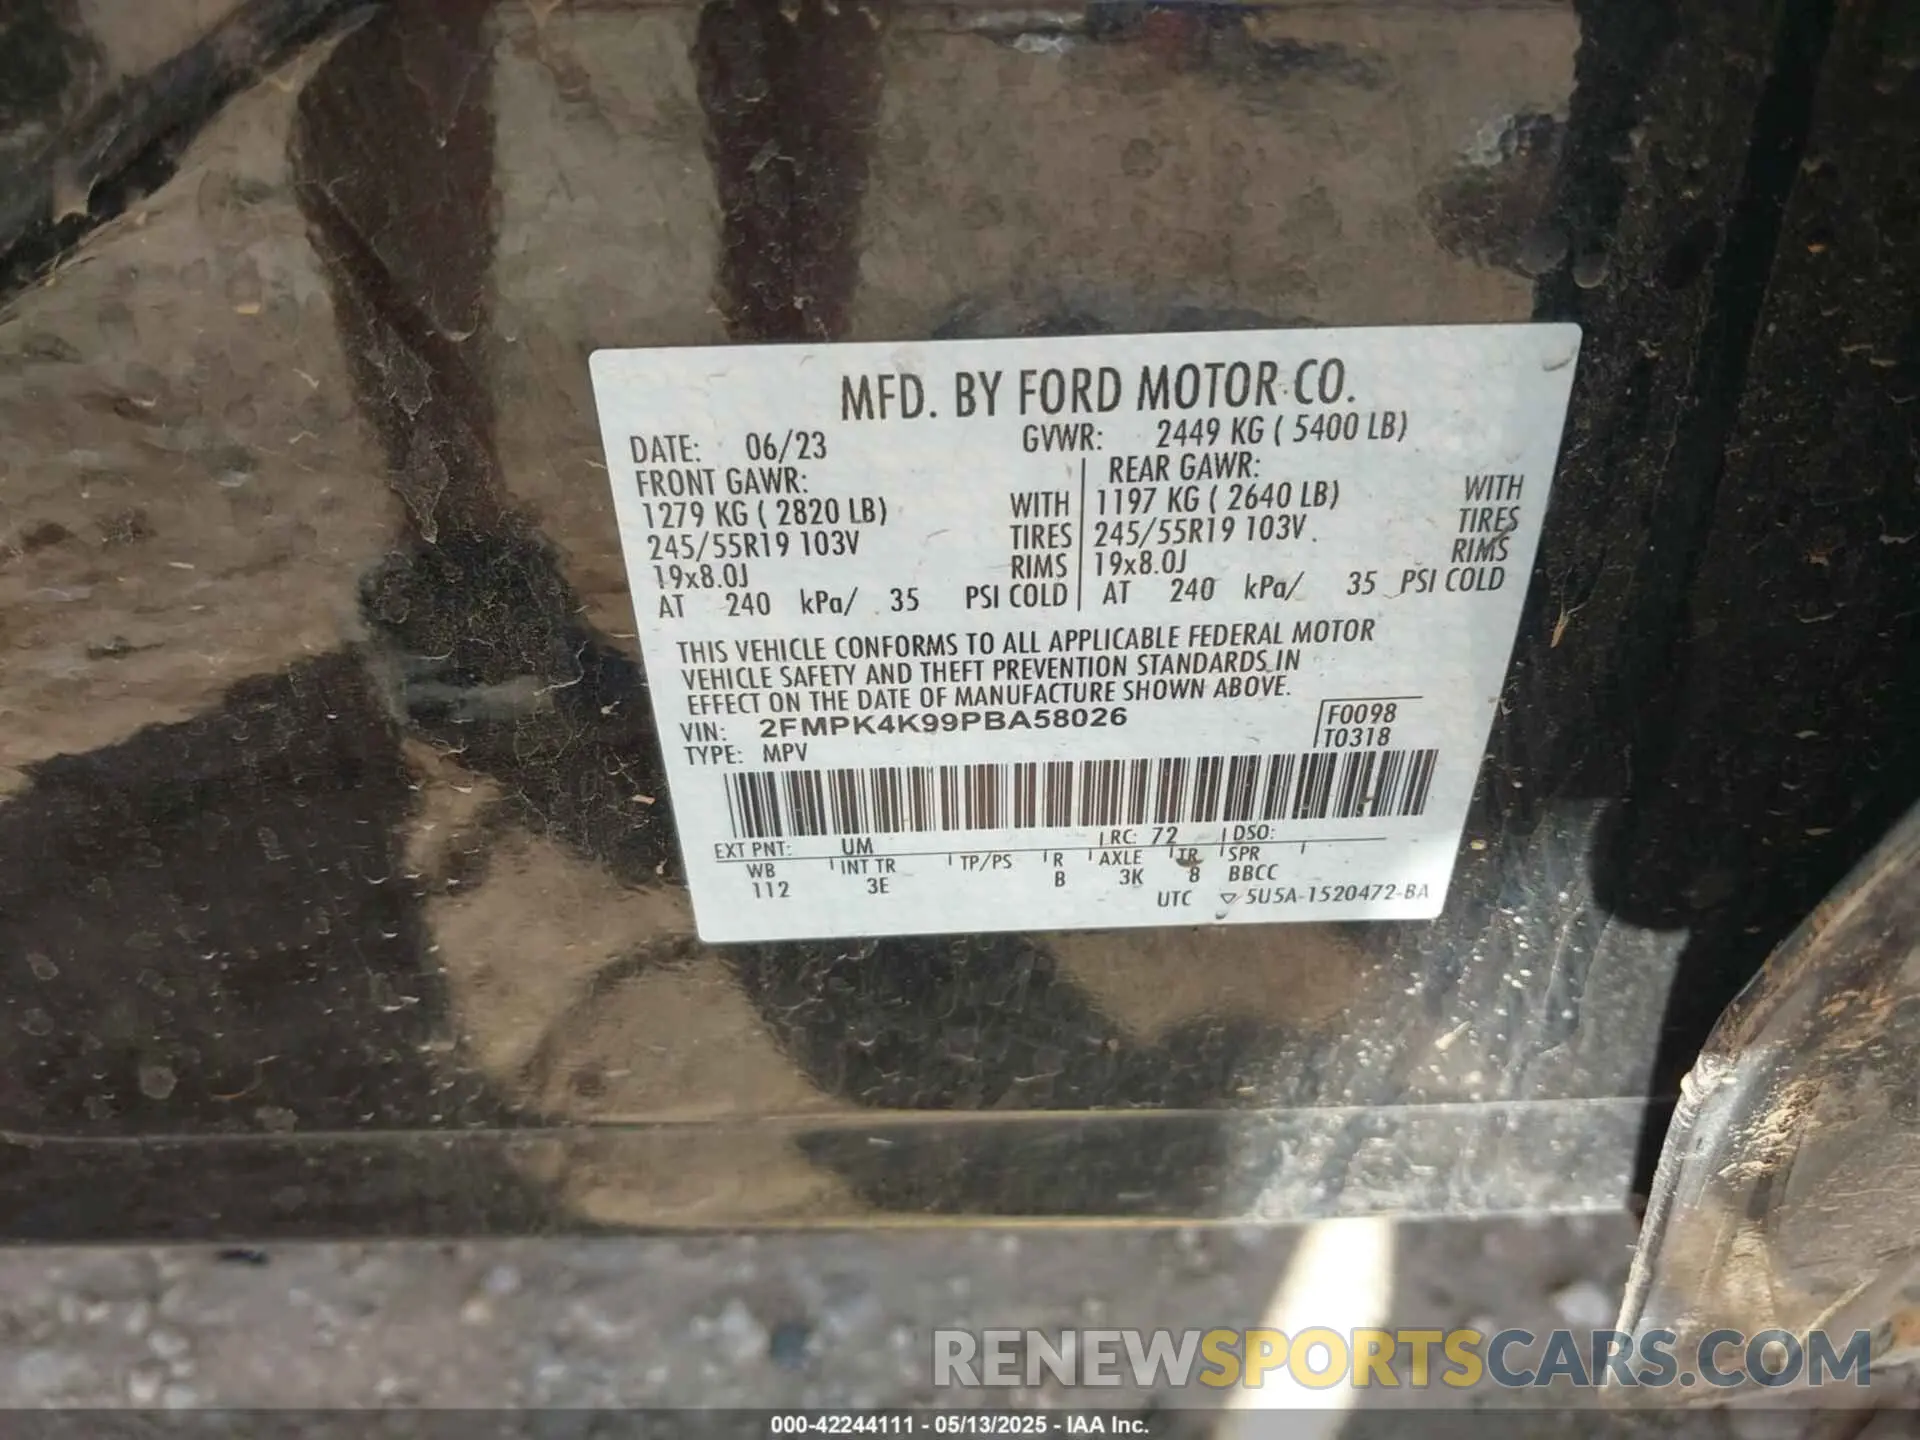 MFD. BY FORD MOTOR CO.
DATE: 06/23 GVWR: 2449 KG ( 5400 LB)
FRONT GAWR: REAR GAWR:
1279 KG ( 2820 LB) WITH 1197 KG ( 2640 LB) WITH
245/55R19 103V TIRES 245/55R19 103V TIRES
19x8.0J RIMS 19x8.0J RIMS
AT 240 kPa/ 35 PSI COLD AT 240 kPa/ 35 PSI COLD
THIS VEHICLE CONFORMS TO ALL APPLICABLE FEDERAL MOTOR
VEHICLE SAFETY AND THEFT PREVENTION STANDARDS IN
EFFECT ON THE DATE OF MANUFACTURE SHOWN ABOVE.
VIN: 2FMPK4K99PBA58026 F0098
TYPE: MPV T0318
EXT PNT: UM RC: 72 DSO:
WB INT TR TP/PS R AXLE TR SPR
112 3E B 3K 8 BBCC
UTC 5U5A-1520472-BA
RENEWSPORTSCARS.COM
000-42244111 - 05/13/2025 - IAA Inc.